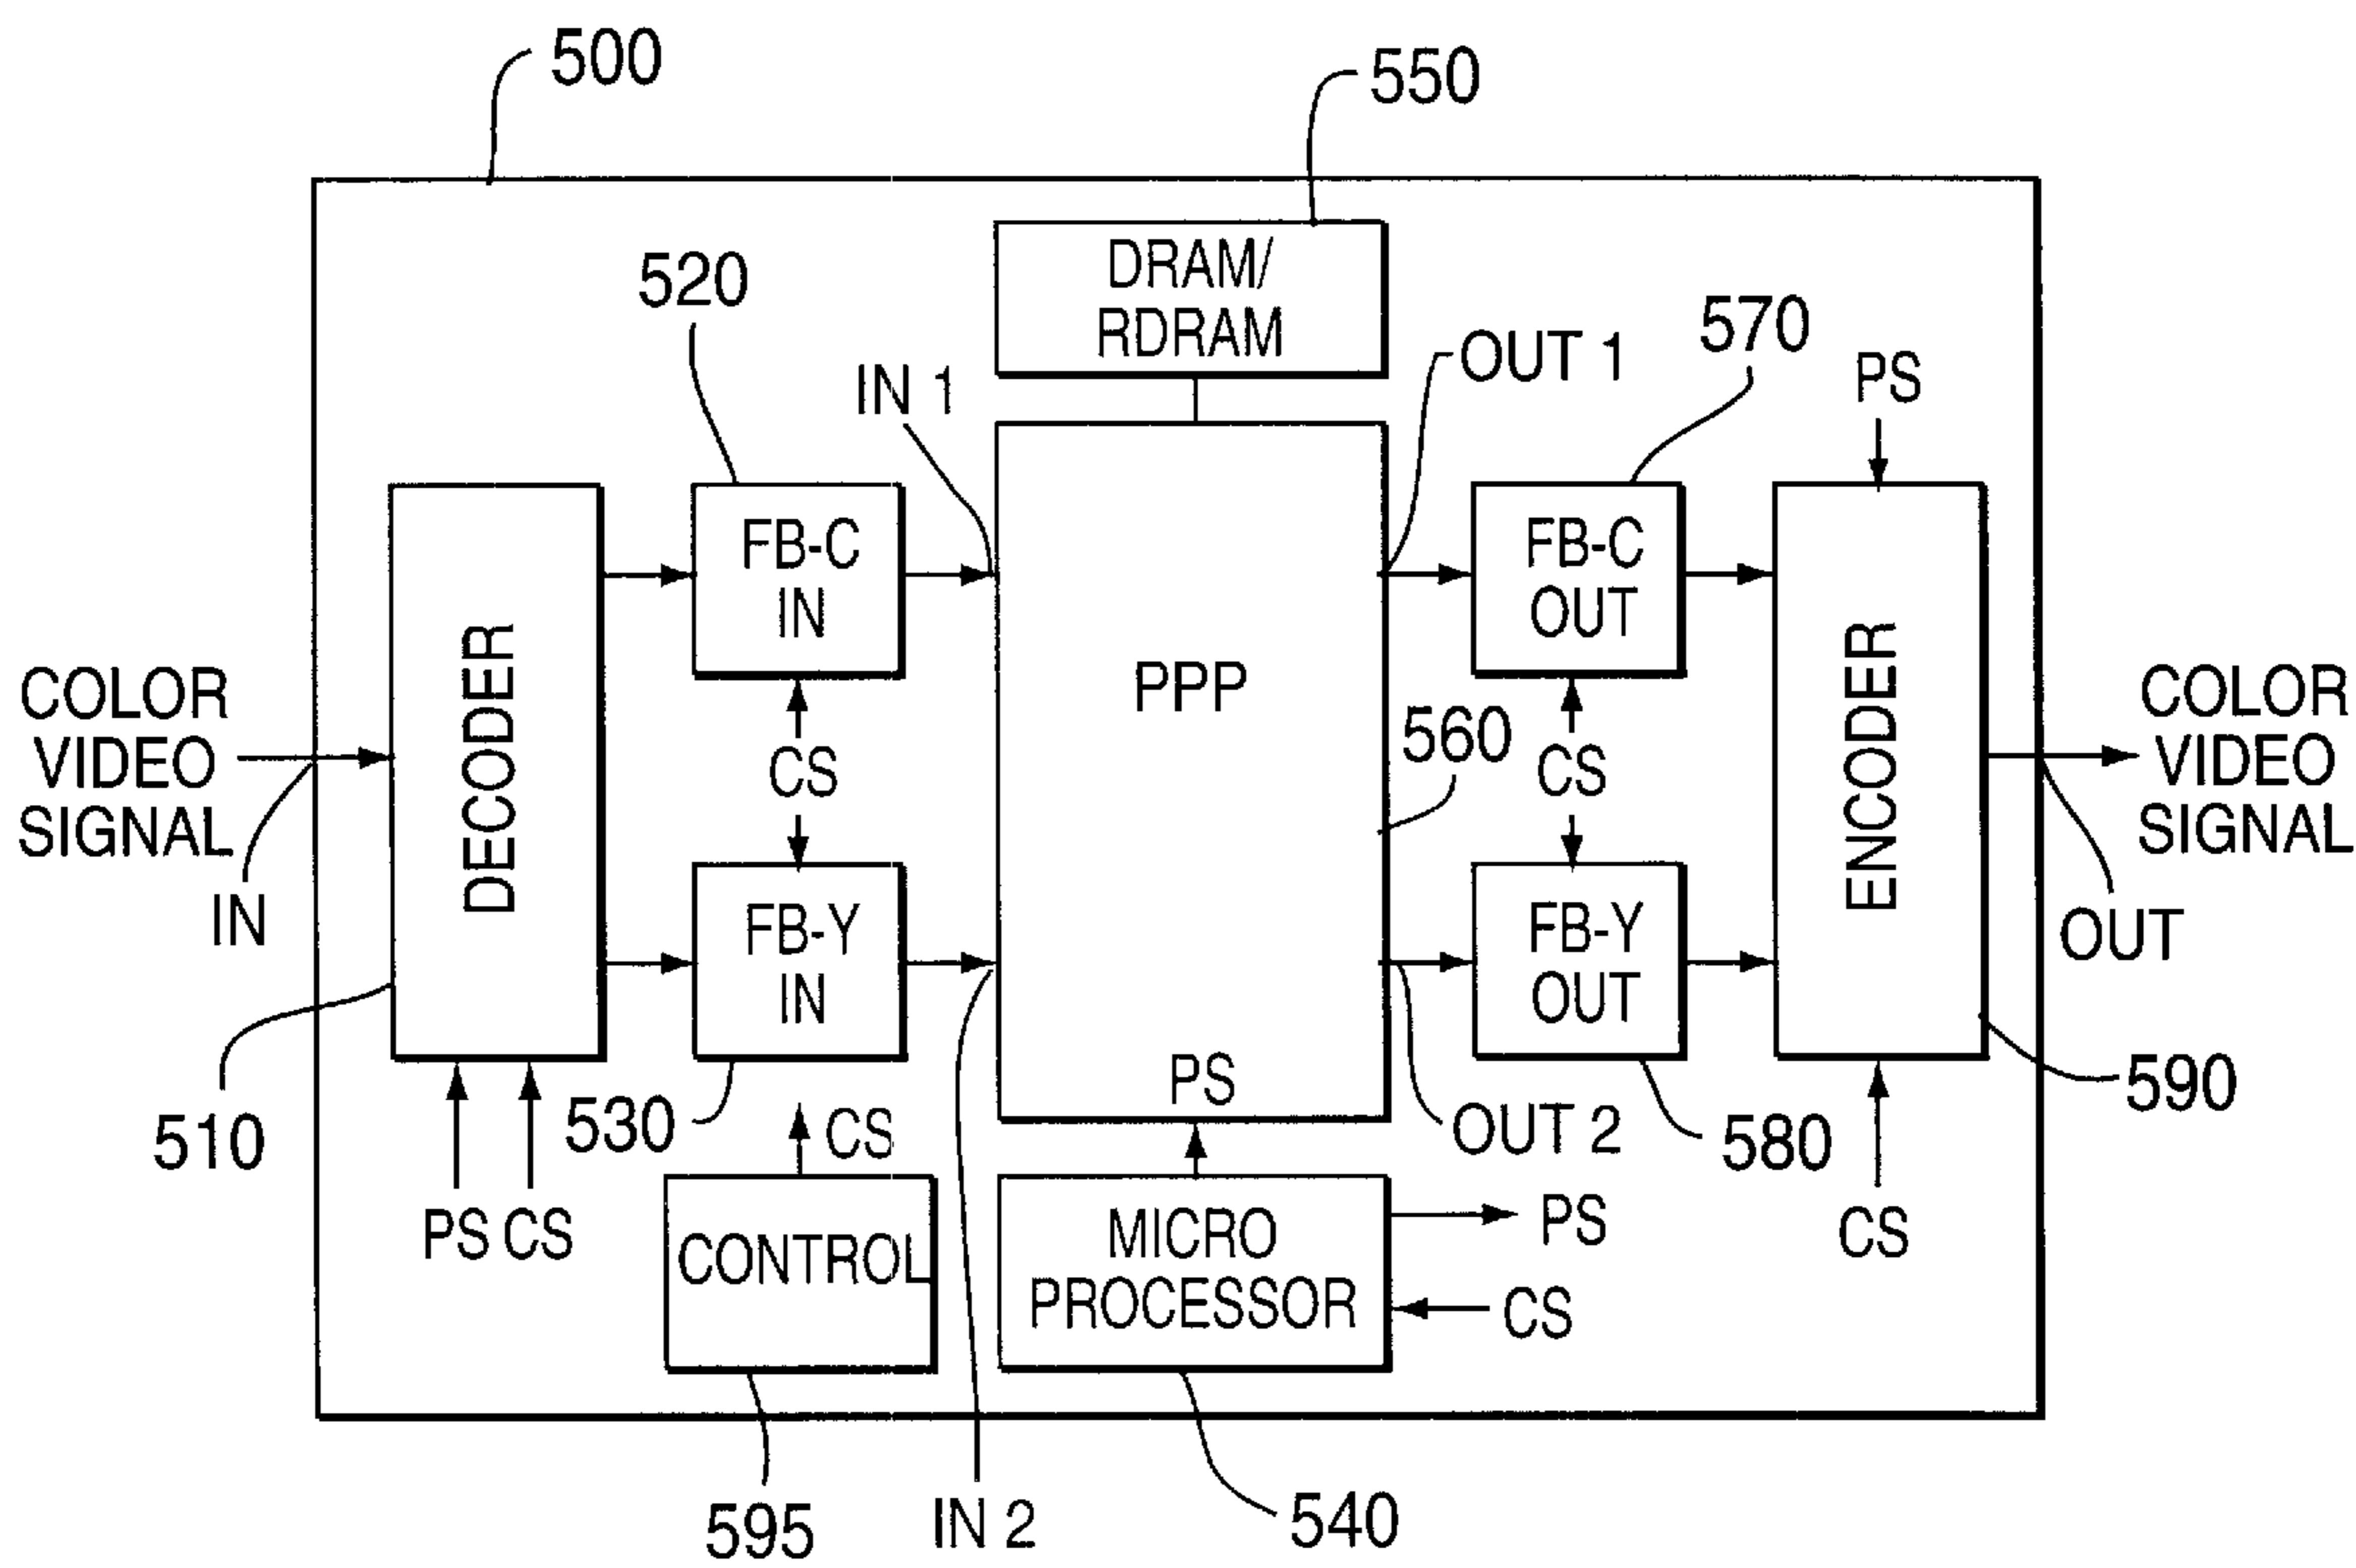 500
550
DRAM/
RDRAM
520
570
IN 1
OUT 1
PS
FB-C
IN
FB-C
OUT
DECODER
PPP
ENCODER
COLOR
VIDEO
SIGNAL
CS
560
CS
COLOR
VIDEO
SIGNAL
IN
FB-Y
IN
FB-Y
OUT
OUT
PS
510
530
CS
OUT 2
580
590
PS CS
CONTROL
MICRO
PROCESSOR
PS
CS
CS
595
IN 2
540